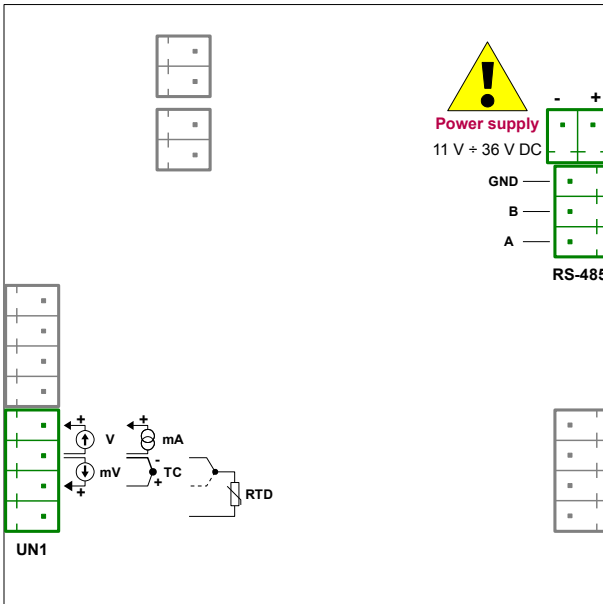 !
- +
Power supply
11 V ÷ 36 V DC
GND
B
A
RS-485
+ +
V mA
-
mV TC
+ +
RTD
UN1